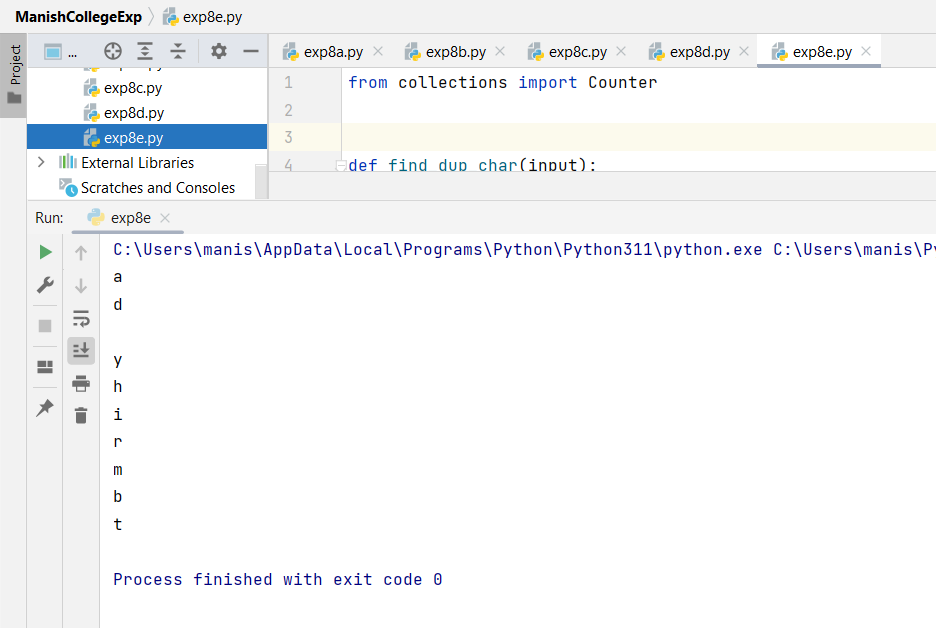 ManishCollegeExp exp8e.py
Project
...
exp8a.py exp8b.py exp8c.py exp8d.py exp8e.py
exp8c.py
exp8d.py
exp8e.py
External Libraries
Scratches and Consoles
1 from collections import Counter
2
3
4 def find_dup_char(input):
Run: exp8e
C:\Users\manis\AppData\Local\Programs\Python\Python311\python.exe C:\Users\manis\Py
a
d
y
h
i
r
m
b
t
Process finished with exit code 0